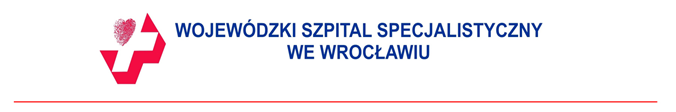 WOJEWÓDZKI SZPITAL SPECJALISTYCZNY
WE WROCŁAWIU